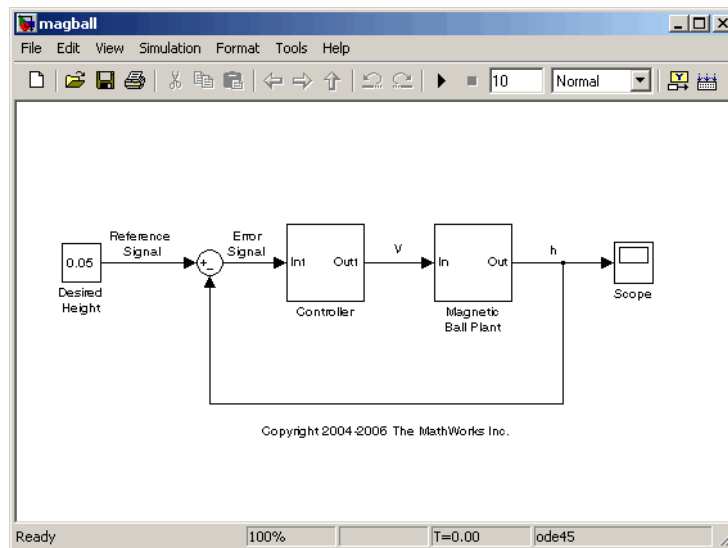 magball
File Edit View Simulation Format Tools Help
10 Normal
Reference
Signal
Error
Signal
0.05
+
-
In1 Out1
V
In Out
h
Desired
Height
Controller
Magnetic
Ball Plant
Scope
Copyright 2004-2006 The MathWorks Inc.
Ready 100% T=0.00 ode45